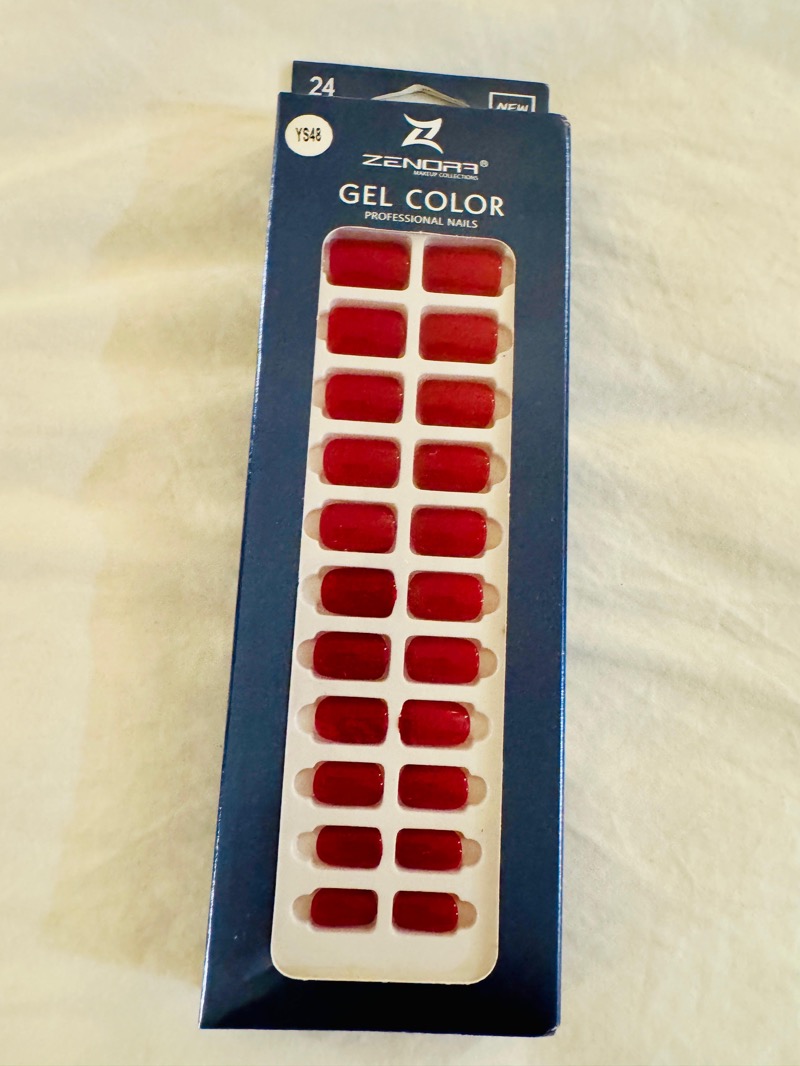 24
NEW
YS48
ZENORA®
MAKEUP COLLECTIONS
GEL COLOR
PROFESSIONAL NAILS